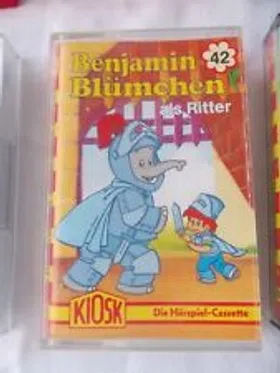 Benjamin
Blümchen
42
als Ritter
KIOSK
Die Hörspiel-Cassette